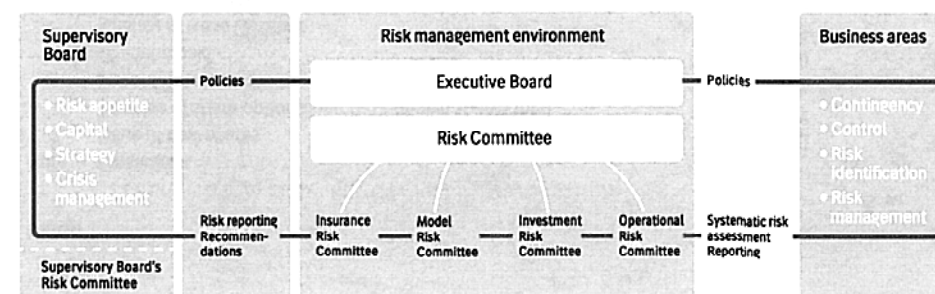 Supervisory
Board
• Risk appetite
• Capital
• Strategy
• Crisis
management
Supervisory Board's
Risk Committee
Policies
Risk reporting
Recommen-
dations
Risk management environment
Executive Board
Risk Committee
Insurance
Risk
Committee
Model
Risk
Committee
Investment
Risk
Committee
Operational
Risk
Committee
Policies
Systematic risk
assessment
Reporting
Business areas
• Contingency
• Control
• Risk
identification
• Risk
management